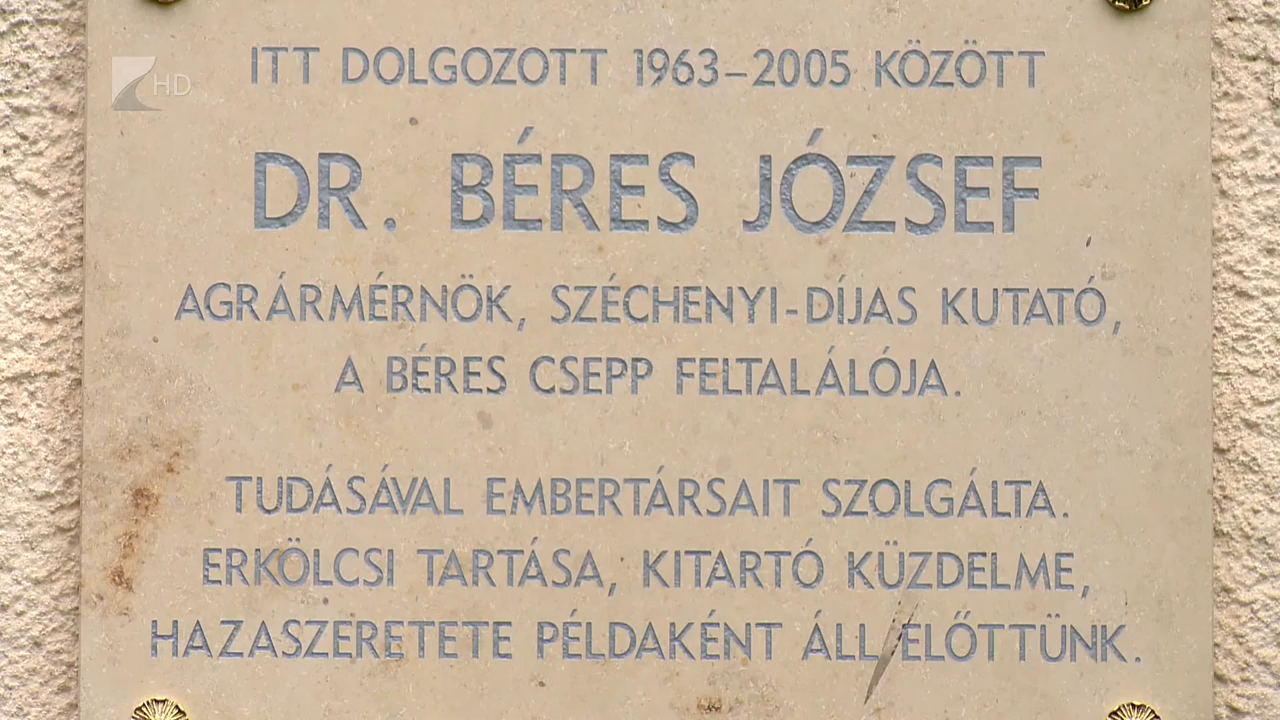 HD
ITT DOLGOZOTT 1963–2005 KÖZÖTT
DR. BÉRES JÓZSEF
AGRÁRMÉRNÖK, SZÉCHENYI-DÍJAS KUTATÓ,
A BÉRES CSEPP FELTALÁLÓJA.
TUDÁSÁVAL EMBERTÁRSAIT SZOLGÁLTA.
ERKÖLCSI TARTÁSA, KITARTÓ KÜZDELME,
HAZASZERETETE PÉLDAKÉNT ÁLL ELŐTTÜNK.